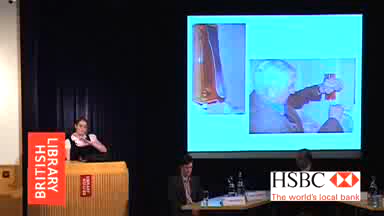 BRITISH
LIBRARY
BRITISH
LIBRARY
HSBC
The world's local bank